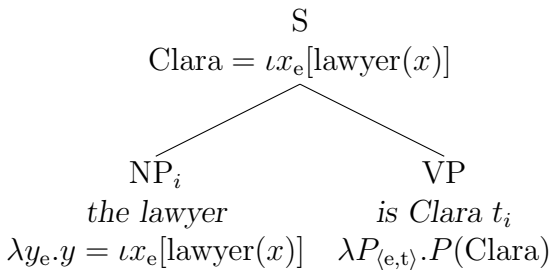 S
Clara = ιxₑ[lawyer(x)]
NPᵢ VP
the lawyer is Clara tᵢ
λyₑ.y = ιxₑ[lawyer(x)] λP⟨e,t⟩.P(Clara)